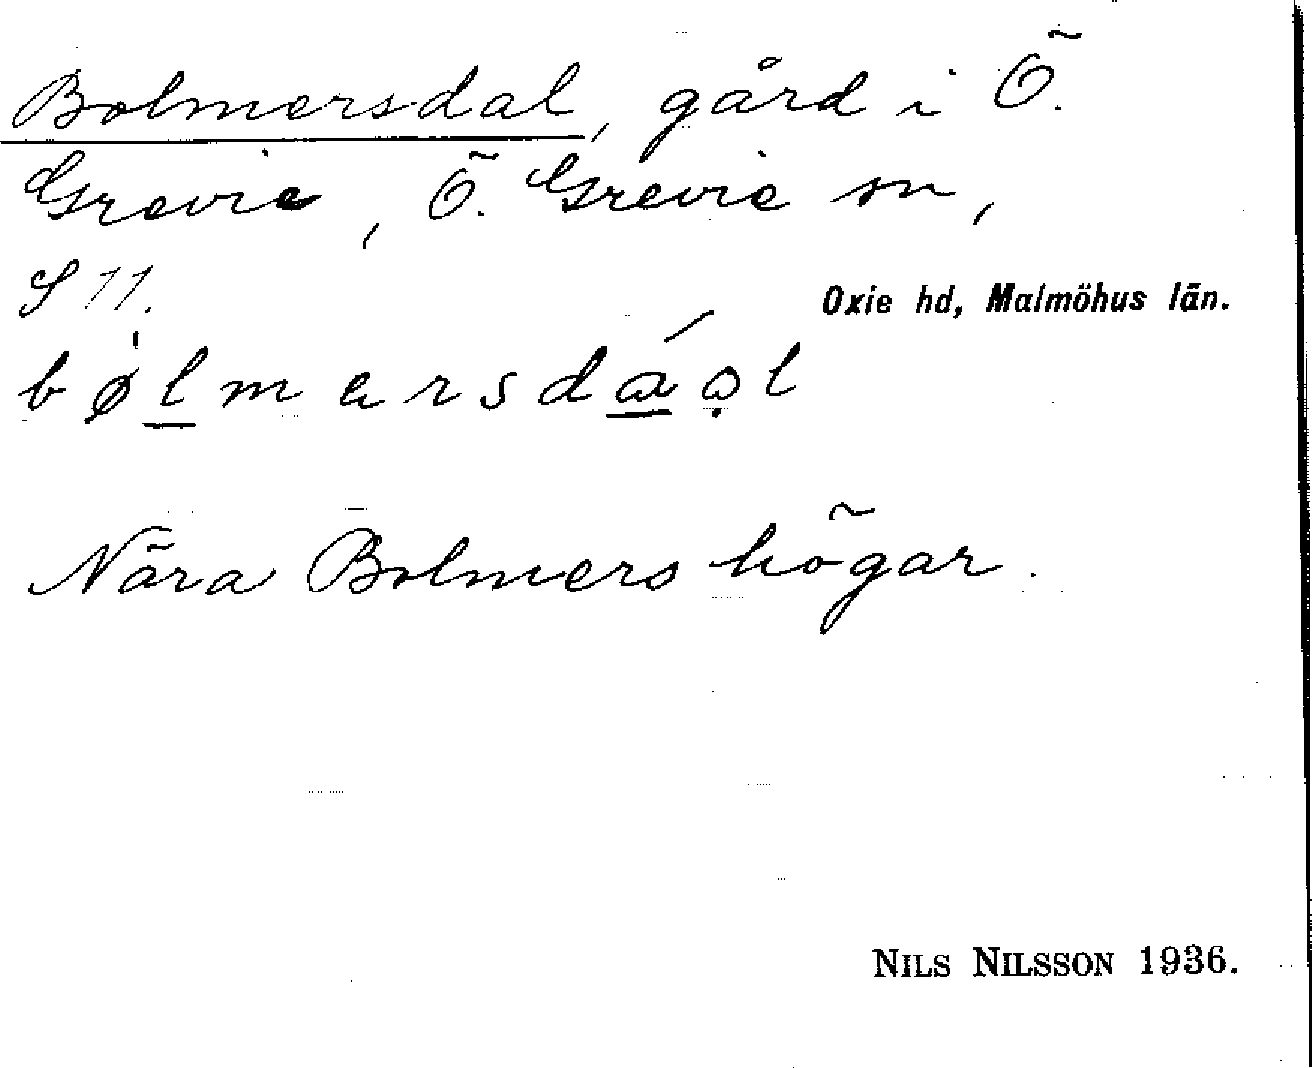 Bolmersdal, gård i Ö.
Grevie, Ö. Grevie sn,
S 11.
Oxie hd, Malmöhus län.
bø̍l̲mersdá̲̲ọl
Nära Bolmers högar.
NILS NILSSON 1936.